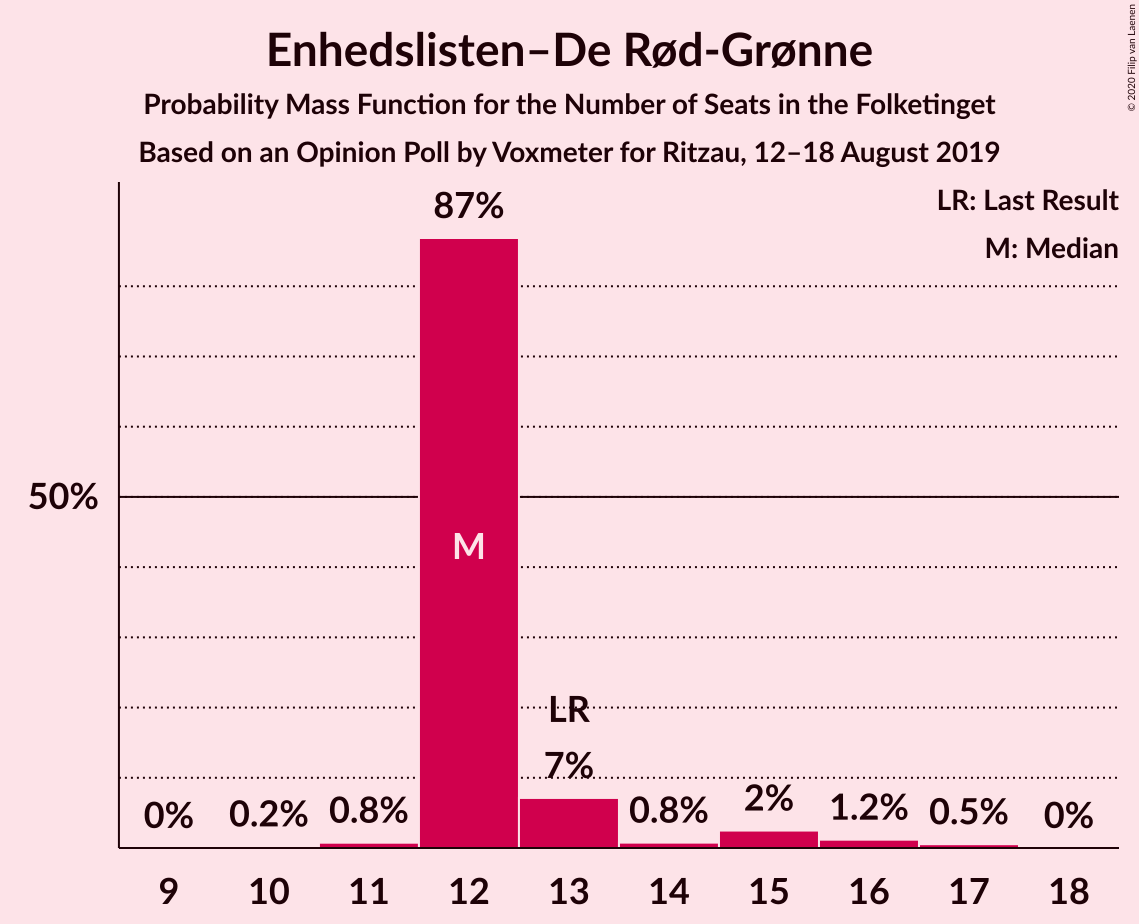 Enhedslisten–De Rød-Grønne
Probability Mass Function for the Number of Seats in the Folketinget
Based on an Opinion Poll by Voxmeter for Ritzau, 12–18 August 2019
© 2020 Filip van Laenen
LR: Last Result
M: Median
87%
50%
M
LR
7%
0% 0.2% 0.8% 0.8% 2% 1.2% 0.5% 0%
9 10 11 12 13 14 15 16 17 18